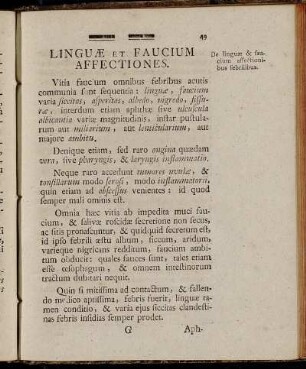 49
LINGUÆ ET FAUCIUM
AFFECTIONES.
De linguæ & fau-
cium affectioni-
bus febrilibus.
Vitia faucium omnibus febribus acutis
communia sunt sequentia: linguæ, faucium
varia siccitas, asperitas, albedo, nigredo, fissu-
ræ, interdum etiam aphthæ sive ulcuscula
albicantia variæ magnitudinis, instar pustula-
rum aut miliarium, aut lenticularium, aut
majore ambitu.
Denique etiam, sed raro angina quædam
vera, sive pharyngis, & laryngis inflammatio.
Neque raro accedunt tumores uvulæ, &
tonsillarum modo serosi, modo inflammatorii,
quin etiam ad abscessus venientes: id quod
semper mali ominis est.
Omnia hæc vitia ab impedita muci fau-
cium, & salivæ roscidæ secretione non secus,
ac sitis pronascuntur, & quidquid secretum est,
id ipso febrili æstu album, siccum, aridum,
varieque nigricans redditum, faucium ambi-
tum obducit: quales fauces sunt, tales etiam
esse œsophagum, & omnem intestinorum
tractum dubitari nequit.
Quin si mitissima ad contactum, & fallen-
do medico aptissima, febris fuerit, linguæ ta-
men conditio, & varia ejus siccitas clandesti-
nas febris insidias semper prodet.
G
Aph-